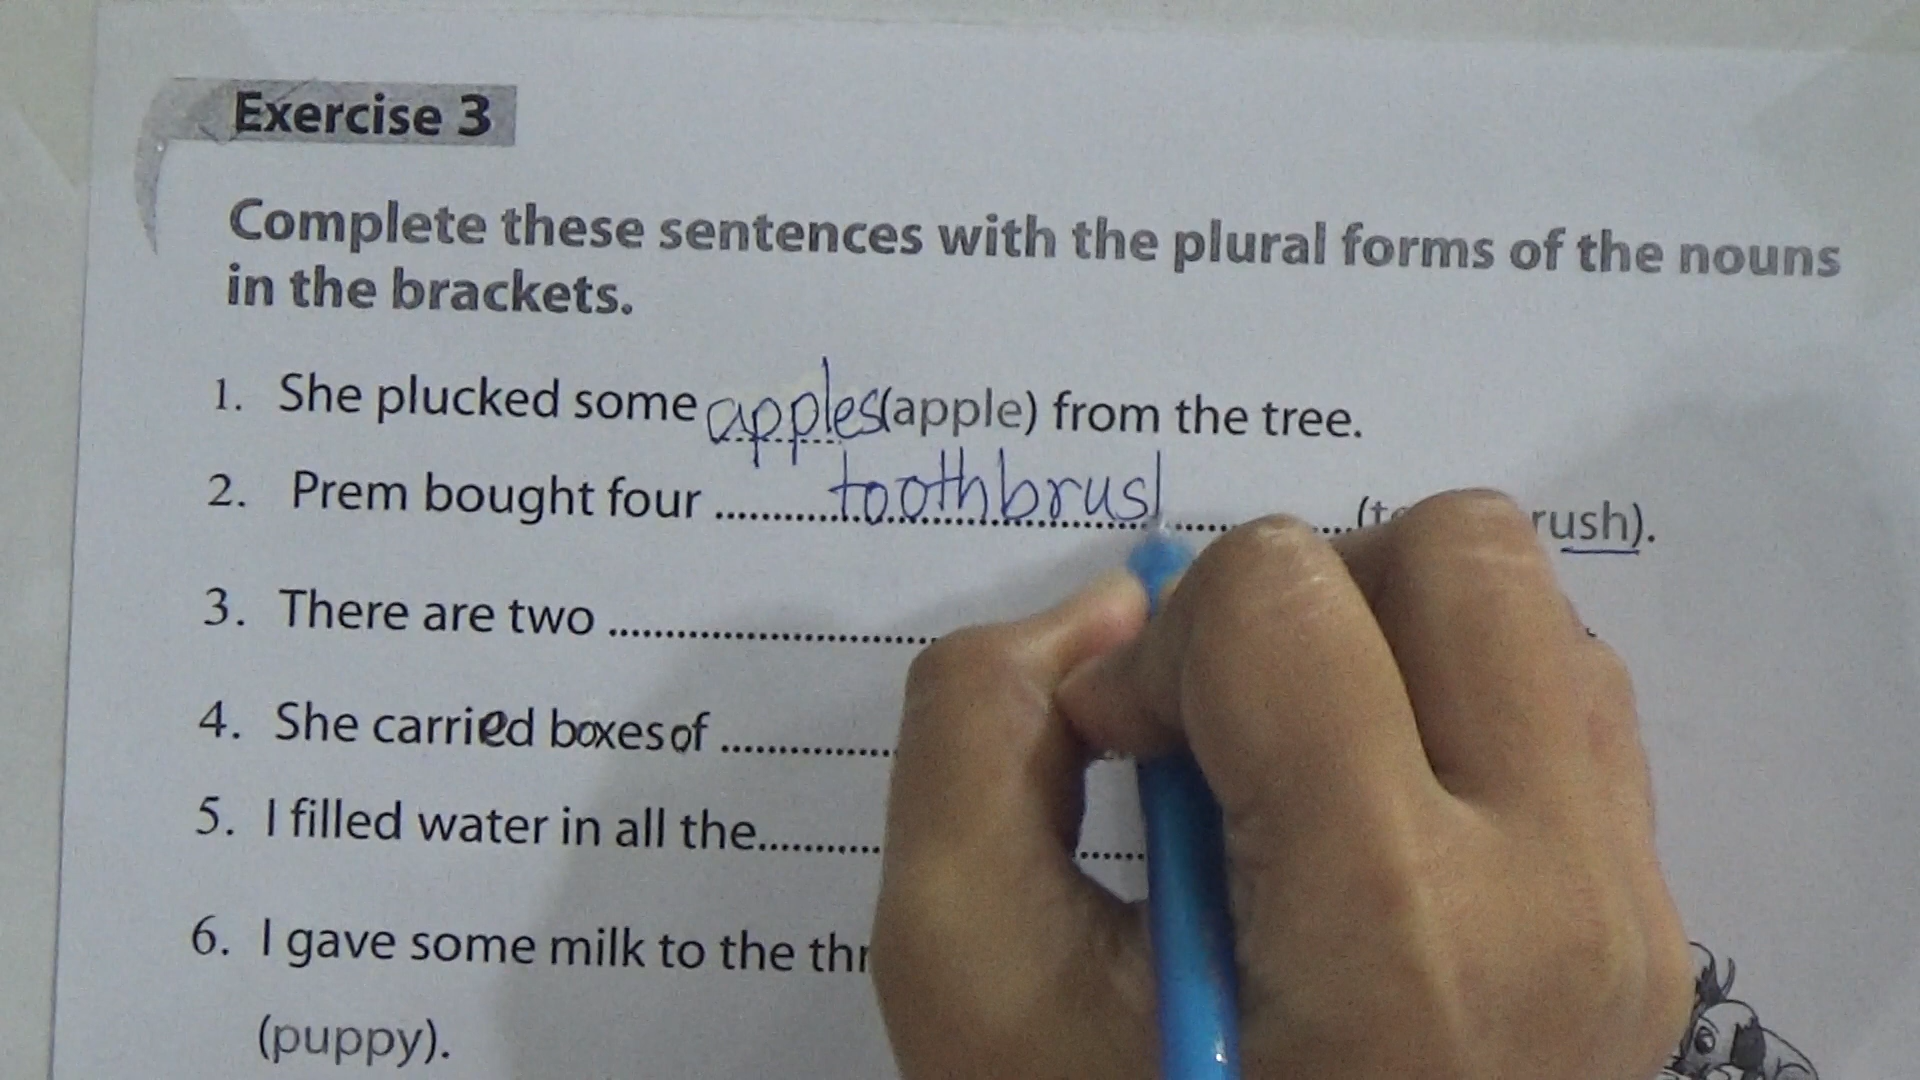 Exercise 3
Complete these sentences with the plural forms of the nouns
in the brackets.
1. She plucked some apples (apple) from the tree.
2. Prem bought four ..........toothbrus.......... rush).
3. There are two ..............................
4. She carried boxes of ................
5. I filled water in all the..........
6. I gave some milk to the
(puppy).